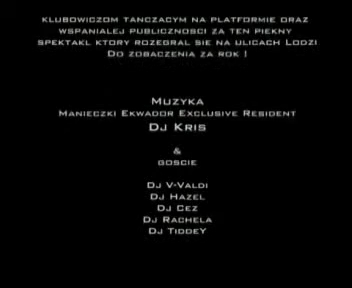 KLUBOWICZOM TANCZACYM NA PLATFORMIE ORAZ
WSPANIALEJ PUBLICZNOSCI ZA TEN PIEKNY
SPEKTAKL KTORY ROZEGRAL SIE NA ULICACH LODZI
DO ZOBACZENIA ZA ROK !
MUZYKA
MANIECZKI EKWADOR EXCLUSIVE RESIDENT
DJ KRIS
&
GOSCIE
DJ V-VALDI
DJ HAZEL
DJ CEZ
DJ RACHELA
DJ TIDDEY